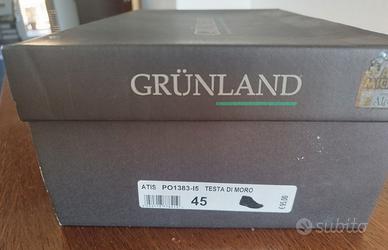 GRÜNLAND
ATIS PO1383-I5 TESTA DI MORO
45
subito